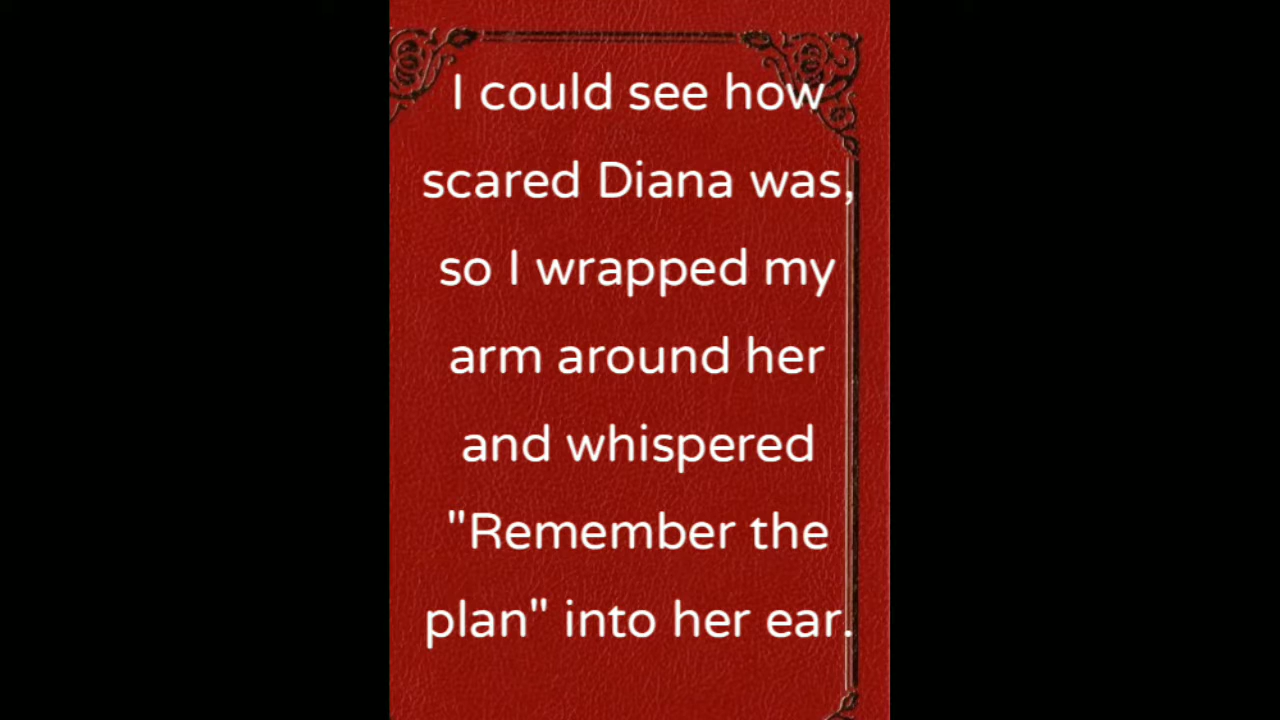 I could see how
scared Diana was,
so I wrapped my
arm around her
and whispered
"Remember the
plan" into her ear.